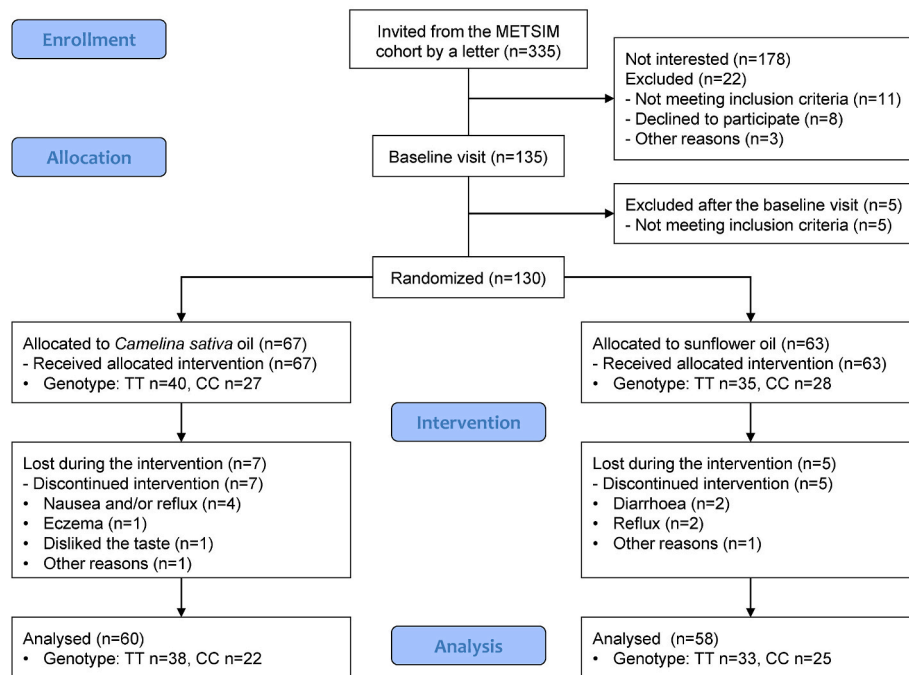 Enrollment
Invited from the METSIM
cohort by a letter (n=335)
Not interested (n=178)
Excluded (n=22)
- Not meeting inclusion criteria (n=11)
- Declined to participate (n=8)
- Other reasons (n=3)
Allocation
Baseline visit (n=135)
Excluded after the baseline visit (n=5)
- Not meeting inclusion criteria (n=5)
Randomized (n=130)
Allocated to Camelina sativa oil (n=67)
- Received allocated intervention (n=67)
• Genotype: TT n=40, CC n=27
Allocated to sunflower oil (n=63)
- Received allocated intervention (n=63)
• Genotype: TT n=35, CC n=28
Intervention
Lost during the intervention (n=7)
- Discontinued intervention (n=7)
• Nausea and/or reflux (n=4)
• Eczema (n=1)
• Disliked the taste (n=1)
• Other reasons (n=1)
Lost during the intervention (n=5)
- Discontinued intervention (n=5)
• Diarrhoea (n=2)
• Reflux (n=2)
• Other reasons (n=1)
Analysed (n=60)
• Genotype: TT n=38, CC n=22
Analysis
Analysed (n=58)
• Genotype: TT n=33, CC n=25